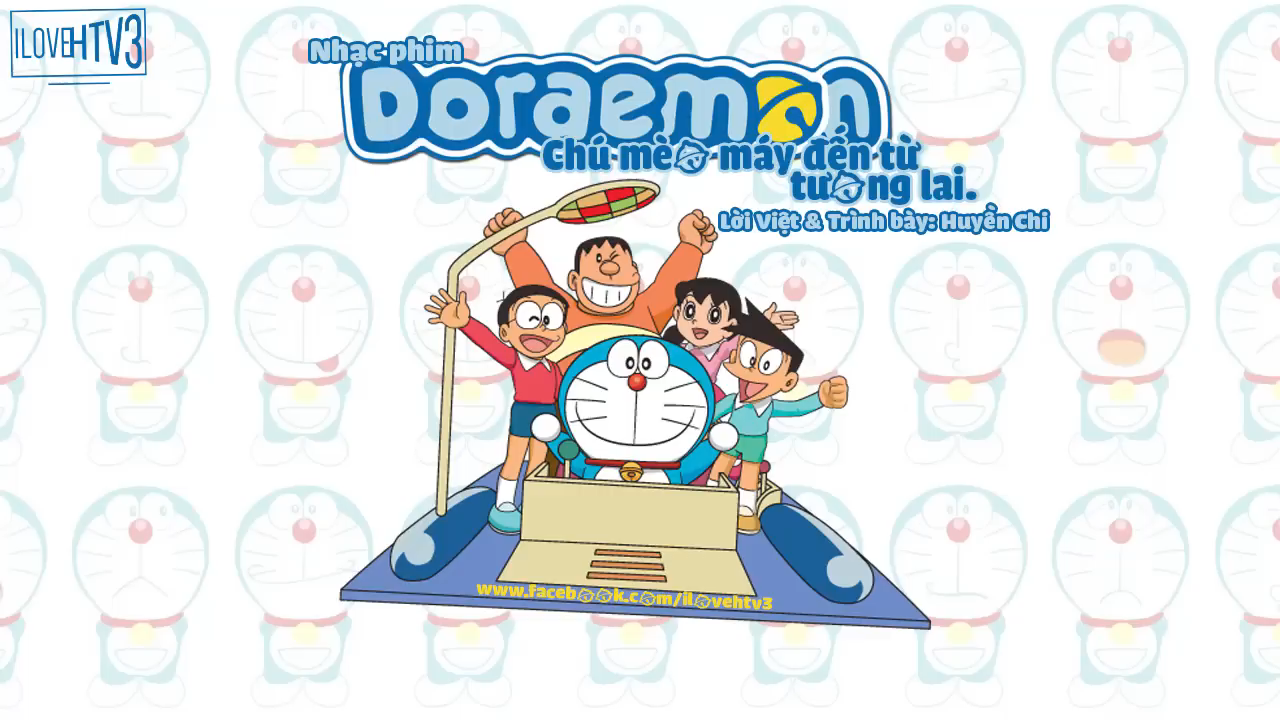 ILOVEHTV3
Nhạc phim
Doraemon
Chú mèo máy đến từ
tương lai.
Lời Việt & Trình bày: Huyền Chi
www.facebook.com/ilovehtv3